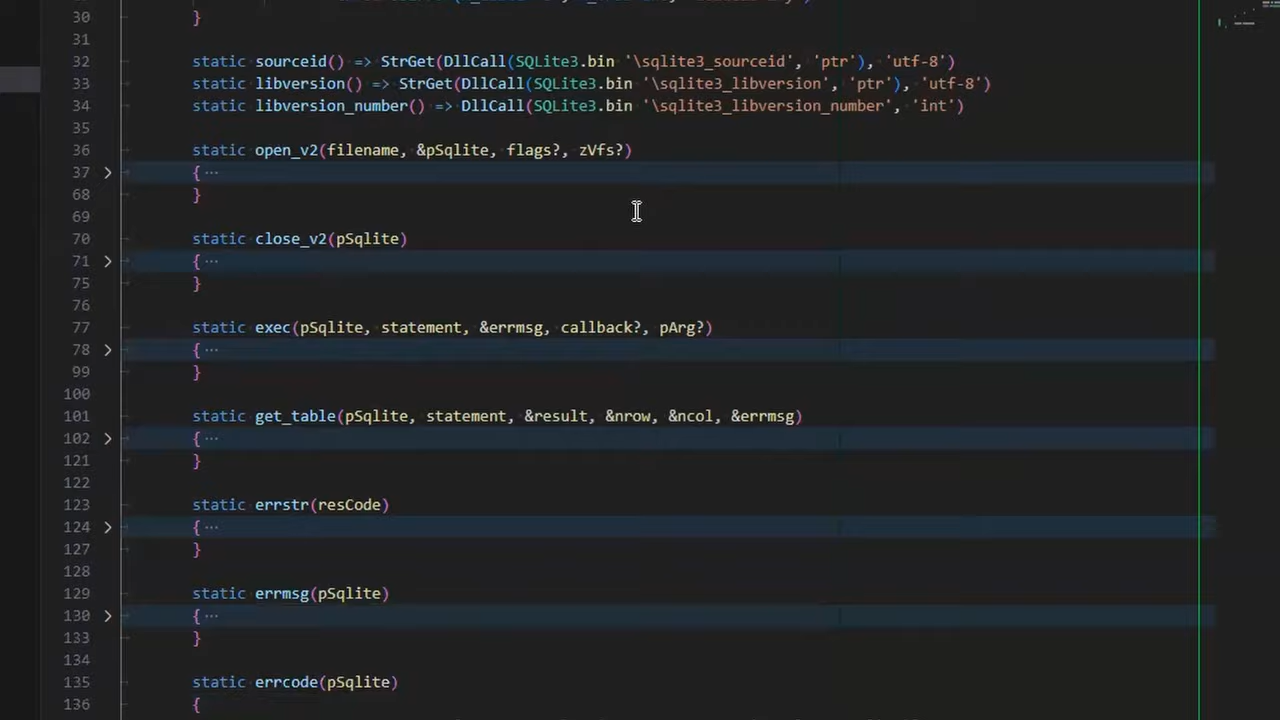 30 }
31
32 static sourceid() => StrGet(DllCall(SQLite3.bin '\sqlite3_sourceid', 'ptr'), 'utf-8')
33 static libversion() => StrGet(DllCall(SQLite3.bin '\sqlite3_libversion', 'ptr'), 'utf-8')
34 static libversion_number() => DllCall(SQLite3.bin '\sqlite3_libversion_number', 'int')
35
36 static open_v2(filename, &pSqlite, flags?, zVfs?)
37 { ···
68 }
69
70 static close_v2(pSqlite)
71 { ···
75 }
76
77 static exec(pSqlite, statement, &errmsg, callback?, pArg?)
78 { ···
99 }
100
101 static get_table(pSqlite, statement, &result, &nrow, &ncol, &errmsg)
102 { ···
121 }
122
123 static errstr(resCode)
124 { ···
127 }
128
129 static errmsg(pSqlite)
130 { ···
133 }
134
135 static errcode(pSqlite)
136 {